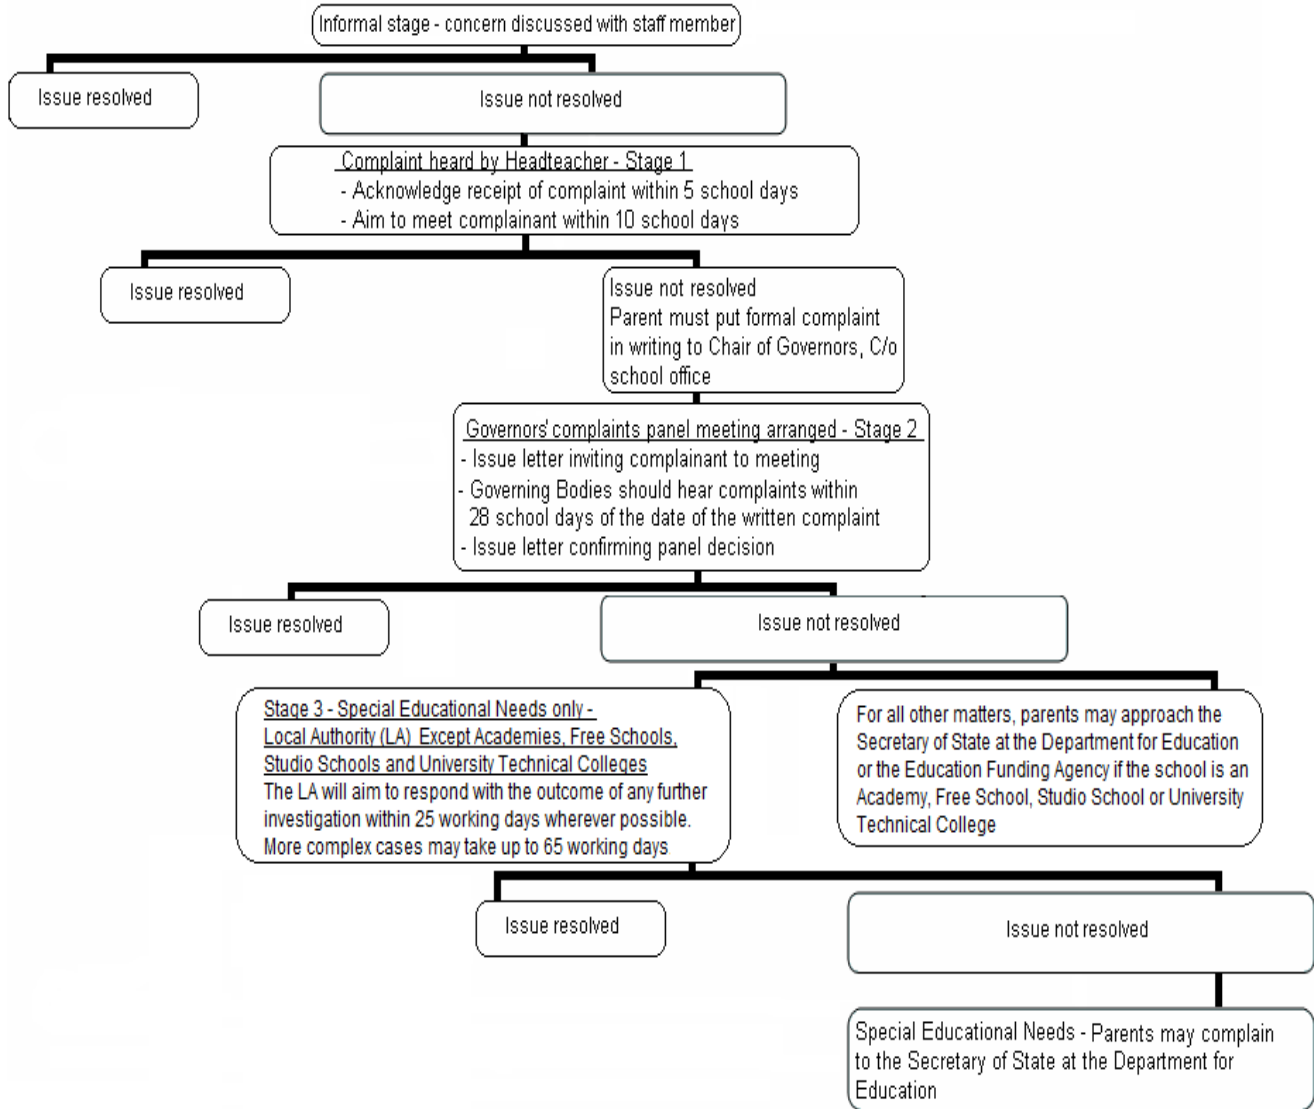 Informal stage - concern discussed with staff member
Issue resolved
Issue not resolved
Complaint heard by Headteacher - Stage 1
- Acknowledge receipt of complaint within 5 school days
- Aim to meet complainant within 10 school days
Issue resolved
Issue not resolved
Parent must put formal complaint
in writing to Chair of Governors, C/o
school office
Governors' complaints panel meeting arranged - Stage 2
- Issue letter inviting complainant to meeting
- Governing Bodies should hear complaints within
28 school days of the date of the written complaint
- Issue letter confirming panel decision
Issue resolved
Issue not resolved
Stage 3 - Special Educational Needs only -
Local Authority (LA) Except Academies, Free Schools,
Studio Schools and University Technical Colleges
The LA will aim to respond with the outcome of any further
investigation within 25 working days wherever possible.
More complex cases may take up to 65 working days
For all other matters, parents may approach the
Secretary of State at the Department for Education
or the Education Funding Agency if the school is an
Academy, Free School, Studio School or University
Technical College
Issue resolved
Issue not resolved
Special Educational Needs - Parents may complain
to the Secretary of State at the Department for
Education